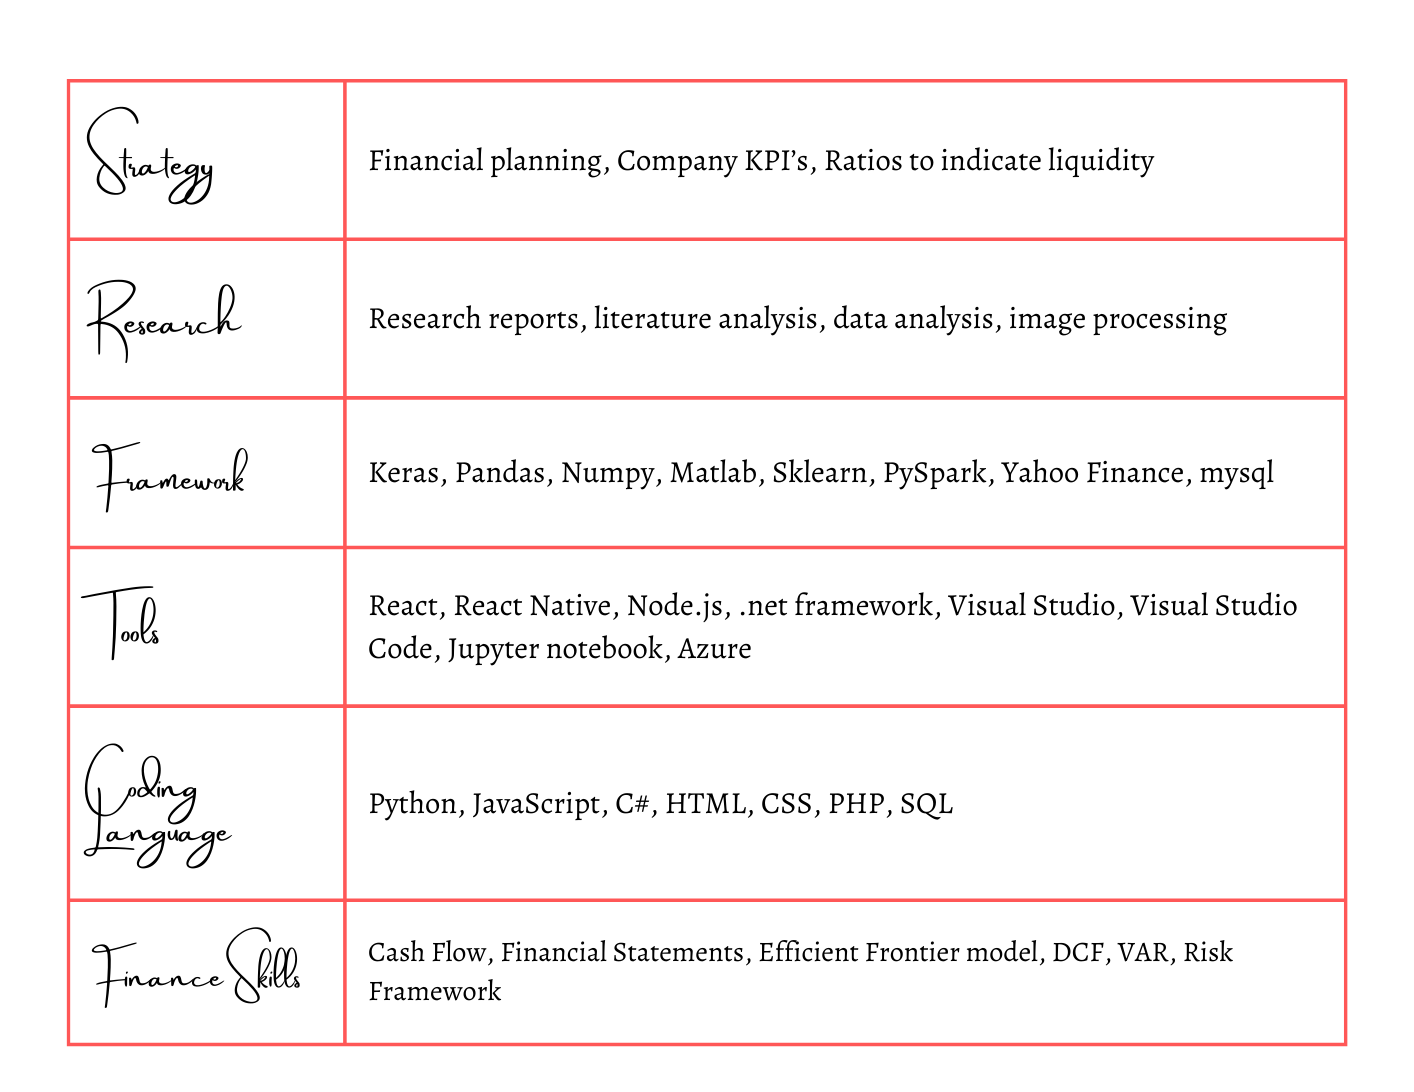 Strategy
Financial planning, Company KPI’s, Ratios to indicate liquidity
Research
Research reports, literature analysis, data analysis, image processing
Framework
Keras, Pandas, Numpy, Matlab, Sklearn, PySpark, Yahoo Finance, mysql
Tools
React, React Native, Node.js, .net framework, Visual Studio, Visual Studio
Code, Jupyter notebook, Azure
Coding
Language
Python, JavaScript, C#, HTML, CSS, PHP, SQL
Finance Skills
Cash Flow, Financial Statements, Efficient Frontier model, DCF, VAR, Risk
Framework